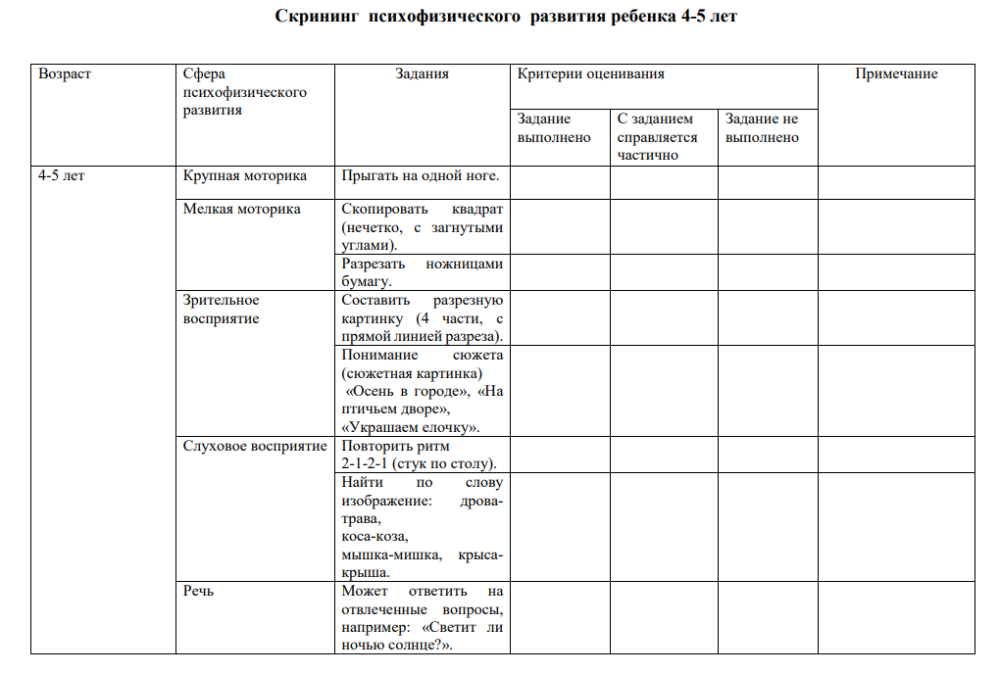 Скрининг психофизического развития ребенка 4-5 лет
Возраст
Сфера
психофизического
развития
Задания
Критерии оценивания
Примечание
Задание
выполнено
С заданием
справляется
частично
Задание не
выполнено
4-5 лет
Крупная моторика
Прыгать на одной ноге.
Мелкая моторика
Скопировать квадрат
(нечетко, с загнутыми
углами).
Разрезать ножницами
бумагу.
Зрительное
восприятие
Составить разрезную
картинку (4 части, с
прямой линией разреза).
Понимание сюжета
(сюжетная картинка)
«Осень в городе», «На
птичьем дворе»,
«Украшаем елочку».
Слуховое восприятие
Повторить ритм
2-1-2-1 (стук по столу).
Найти по слову
изображение: дрова-
трава,
коса-коза,
мышка-мишка, крыса-
крыша.
Речь
Может ответить на
отвлеченные вопросы,
например: «Светит ли
ночью солнце?».